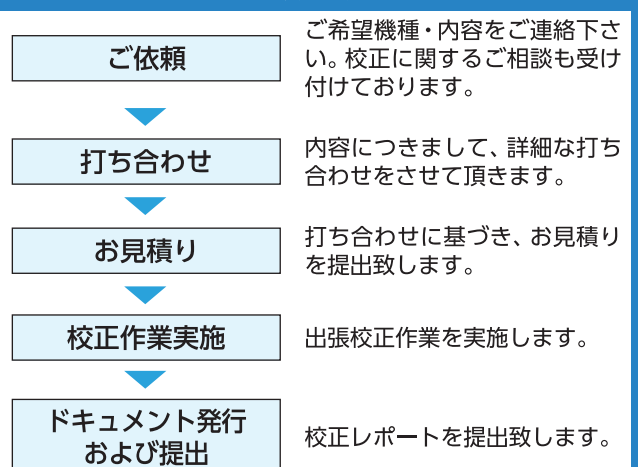 ご依頼
ご希望機種・内容をご連絡下さ
い。校正に関するご相談も受け
付けております。
打ち合わせ
内容につきまして、詳細な打ち
合わせをさせて頂きます。
お見積り
打ち合わせに基づき、お見積り
を提出致します。
校正作業実施
出張校正作業を実施します。
ドキュメント発行
および提出
校正レポートを提出致します。